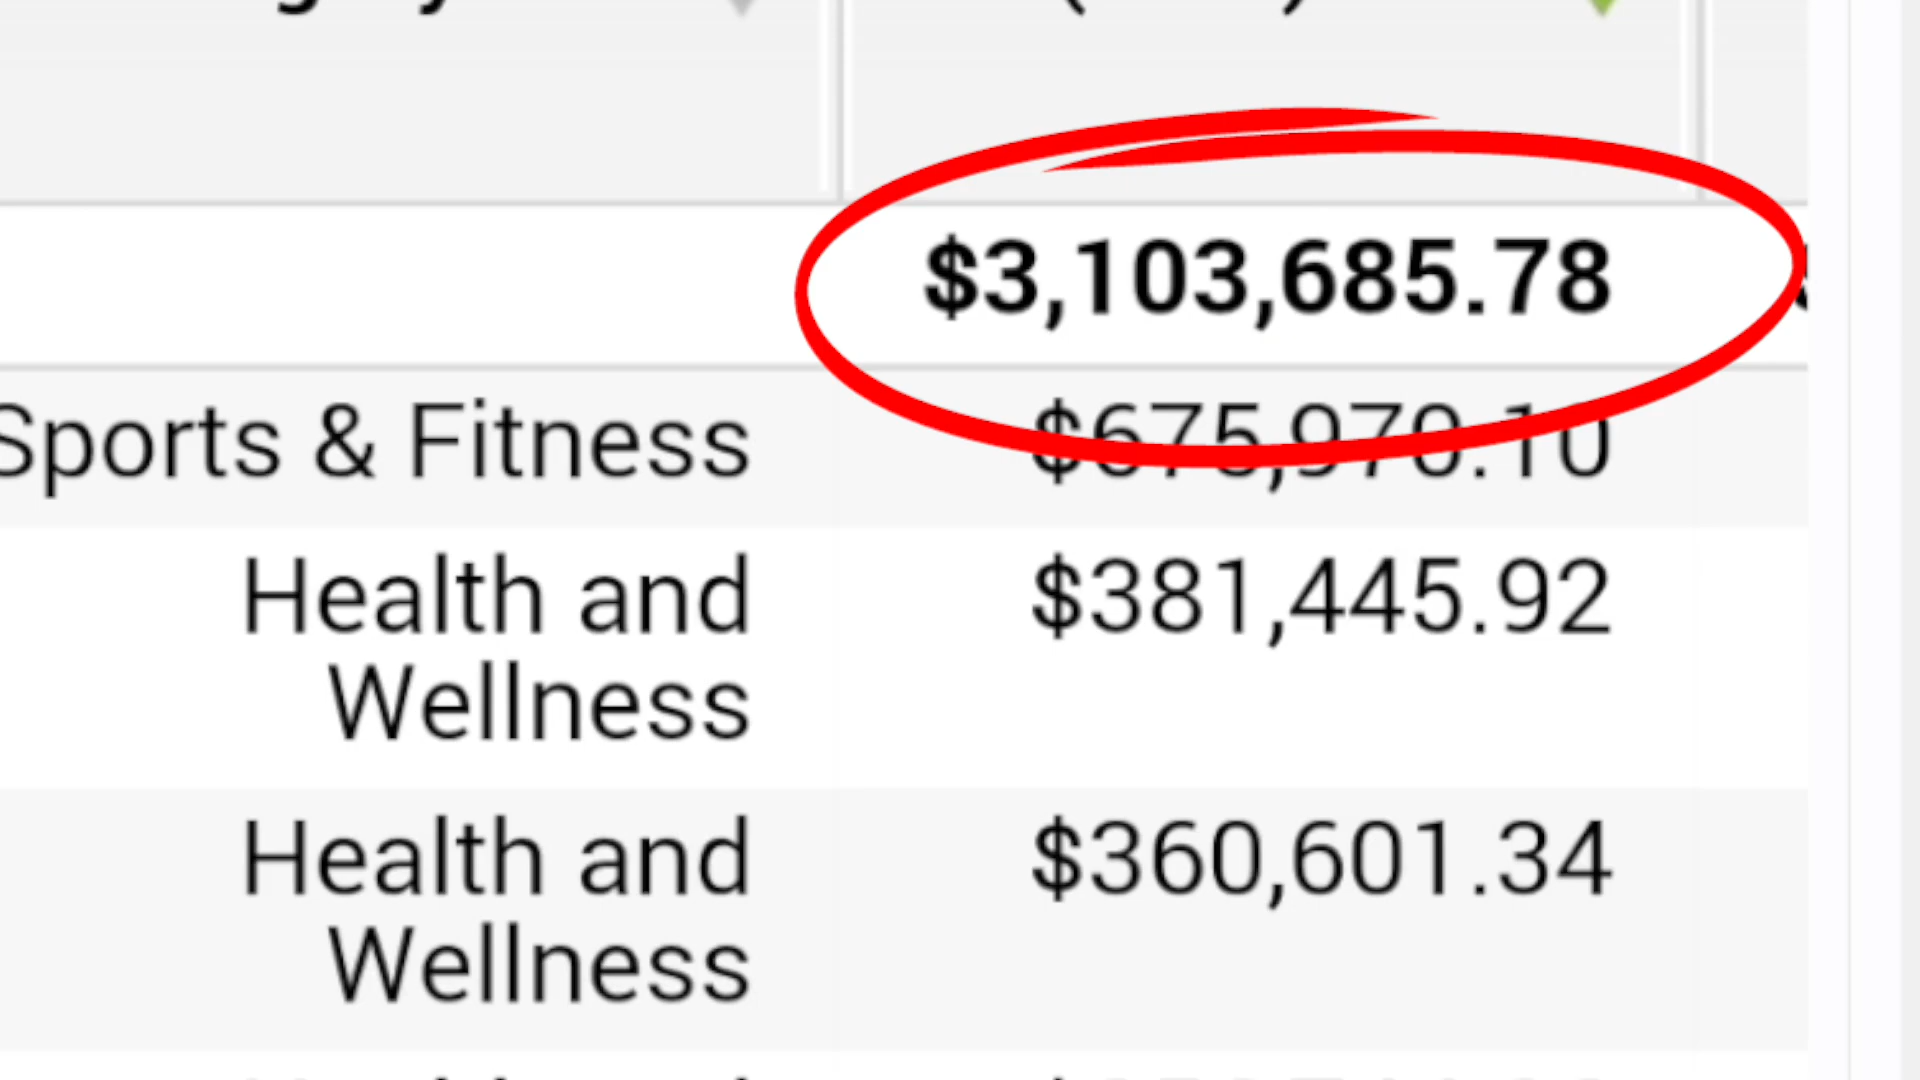 $3,103,685.78
Sports & Fitness $675,970.10
Health and $381,445.92
Wellness
Health and $360,601.34
Wellness